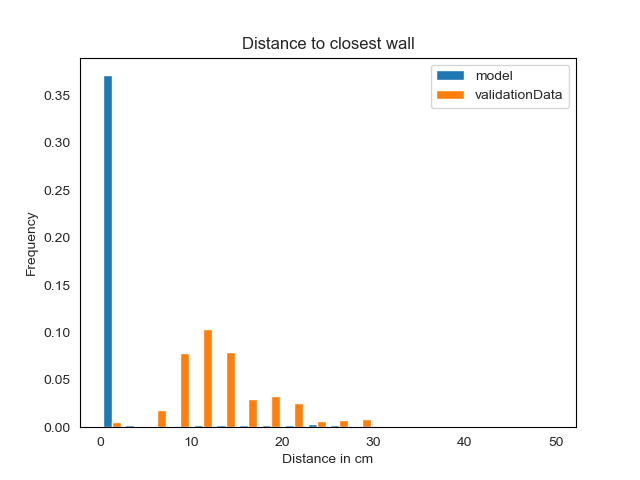 Distance to closest wall
model
validationData
Frequency
0.35
0.30
0.25
0.20
0.15
0.10
0.05
0.00
0 10 20 30 40 50
Distance in cm